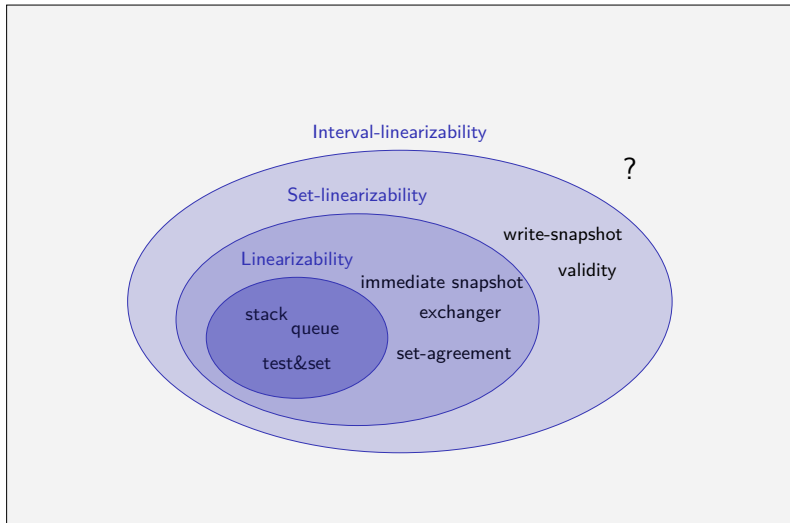 Interval-linearizability
?
Set-linearizability
write-snapshot
Linearizability
validity
immediate snapshot
stack
exchanger
queue
set-agreement
test&set